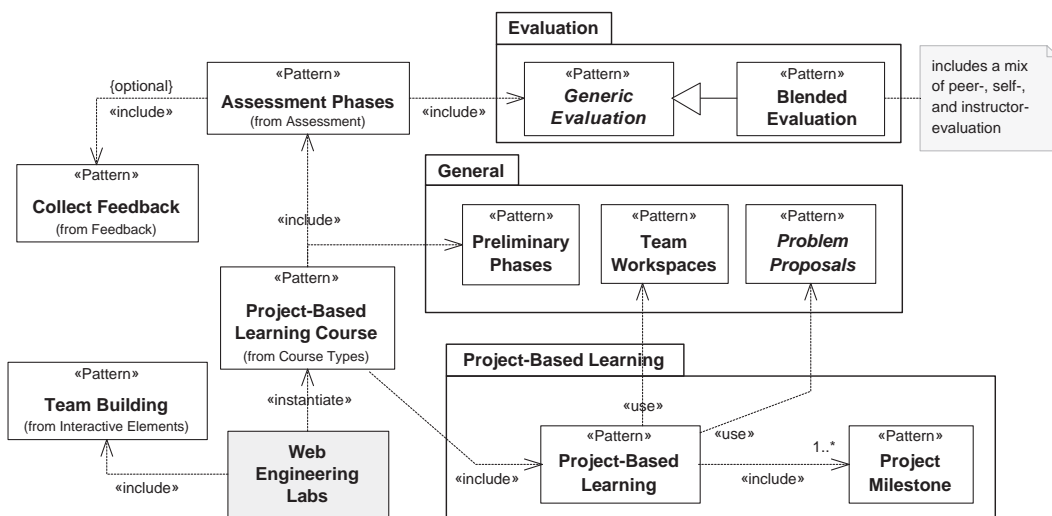 Evaluation
«Pattern»
Assessment Phases
(from Assessment)
{optional}
«include»
«include»
«Pattern»
Generic
Evaluation
«Pattern»
Blended
Evaluation
includes a mix
of peer-, self-,
and instructor-
evaluation
«Pattern»
Collect Feedback
(from Feedback)
General
«include»
«Pattern»
Preliminary
Phases
«Pattern»
Team
Workspaces
«Pattern»
Problem
Proposals
«Pattern»
Project-Based
Learning Course
(from Course Types)
Project-Based Learning
«Pattern»
Team Building
(from Interactive Elements)
«instantiate»
«use»
«use»
Web
Engineering
Labs
«include»
«include»
«Pattern»
Project-Based
Learning
1..*
«include»
«Pattern»
Project
Milestone